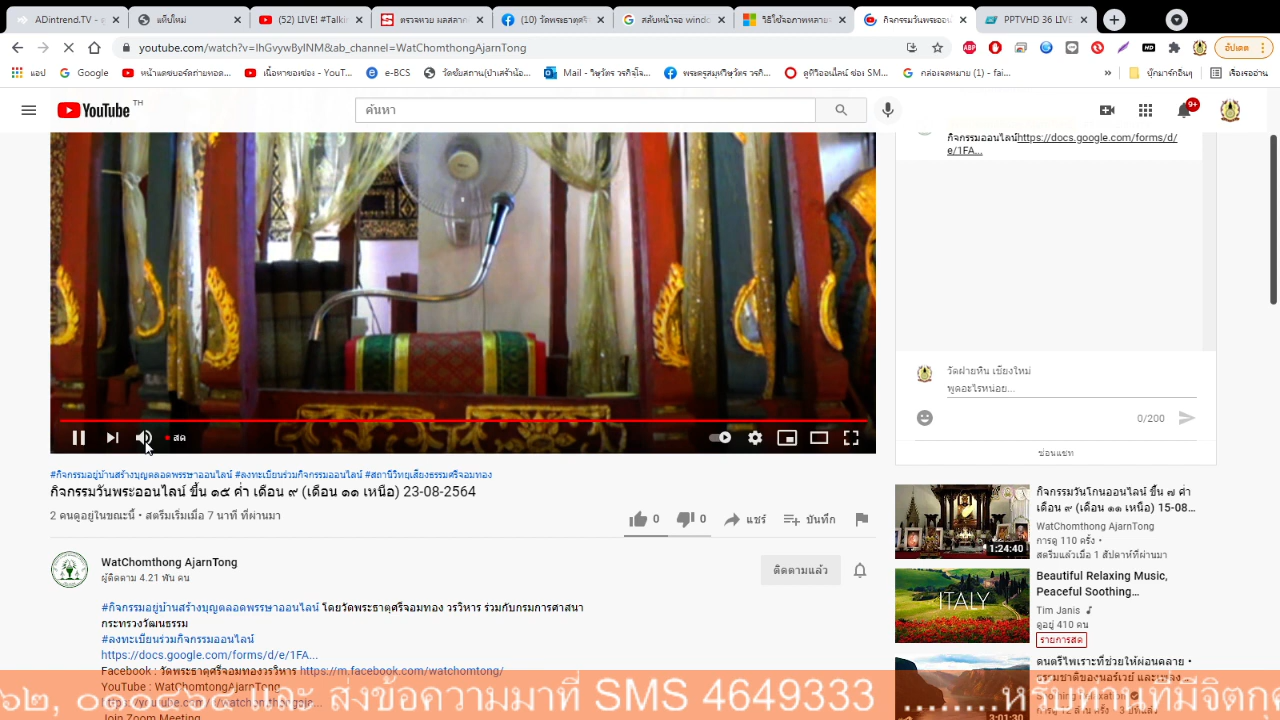 ADintrend.TV - ดู
แท็บใหม่
(52) LIVE! #Talkin
ตรวจหวย ผลสลาก
(10) วัดพระธาตุศรี
สลับหน้าจอ windo
วิธีใช้จอภาพหลาย
กิจกรรมวันพระออน
PPTVHD 36 LIVE
youtube.com/watch?v=lhGvyw8ylNM&ab_channel=WatChomthongAjarnTong
อัปเดต
แอป
Google
หน้าแดชบอร์ดถ่ายทอด...
เนื้อหาของช่อง - YouT...
e-BCS
วัดชัยสถาน(ป่าเส้าน้อ...
Mail - วิษุวัตร วรกิจโจ...
พระครูสมุห์วิษุวัตร วรกิ...
ดูทีวีออนไลน์ ช่อง SM...
กล่องจดหมาย (1) - fai...
»
บุ๊กมาร์กอื่นๆ
เรื่องรออ่าน
YouTube TH
ค้นหา
9+
กิจกรรมออนไลน์https://docs.google.com/forms/d/
e/1FA...
วัดฝายหิน เชียงใหม่
พูดอะไรหน่อย...
0/200
ซ่อนแชท
สด
#กิจกรรมอยู่บ้านสร้างบุญตลอดพรรษาออนไลน์ #ลงทะเบียนร่วมกิจกรรมออนไลน์ #สถานีวิทยุเสียงธรรมศรีจอมทอง
กิจกรรมวันพระออนไลน์ ขึ้น ๑๕ ค่ำ เดือน ๙ (เดือน ๑๑ เหนือ) 23-08-2564
2 คนดูอยู่ในขณะนี้ • สตรีมเริ่มเมื่อ 7 นาที ที่ผ่านมา
0
0
แชร์
บันทึก
WatChomthong AjarnTong
ผู้ติดตาม 4.21 พัน คน
ติดตามแล้ว
#กิจกรรมอยู่บ้านสร้างบุญตลอดพรรษาออนไลน์ โดยวัดพระธาตุศรีจอมทอง วรวิหาร ร่วมกับกรมการศาสนา
กระทรวงวัฒนธรรม
#ลงทะเบียนร่วมกิจกรรมออนไลน์
https://docs.google.com/forms/d/e/1FA...
Facebook : วัดพระธาตุศรีจอมทองวรวิหาร https://m.facebook.com/watchomtong/
YouTube : WatChomtongAjarnTong
Join Zoom Meeting
กิจกรรมวันโกนออนไลน์ ขึ้น ๗ ค่ำ
เดือน ๙ (เดือน ๑๑ เหนือ) 15-08...
WatChomthong AjarnTong
การดู 110 ครั้ง •
สตรีมแล้วเมื่อ 1 สัปดาห์ที่ผ่านมา
1:24:40
Beautiful Relaxing Music,
Peaceful Soothing...
Tim Janis
ดูอยู่ 410 คน
รายการสด
ITALY
ดนตรีไพเราะที่ช่วยให้ผ่อนคลาย •
3:01:30
ส่งข้อความมาที่ SMS 4649333 ........หรือท่านที่มีจิตกุ